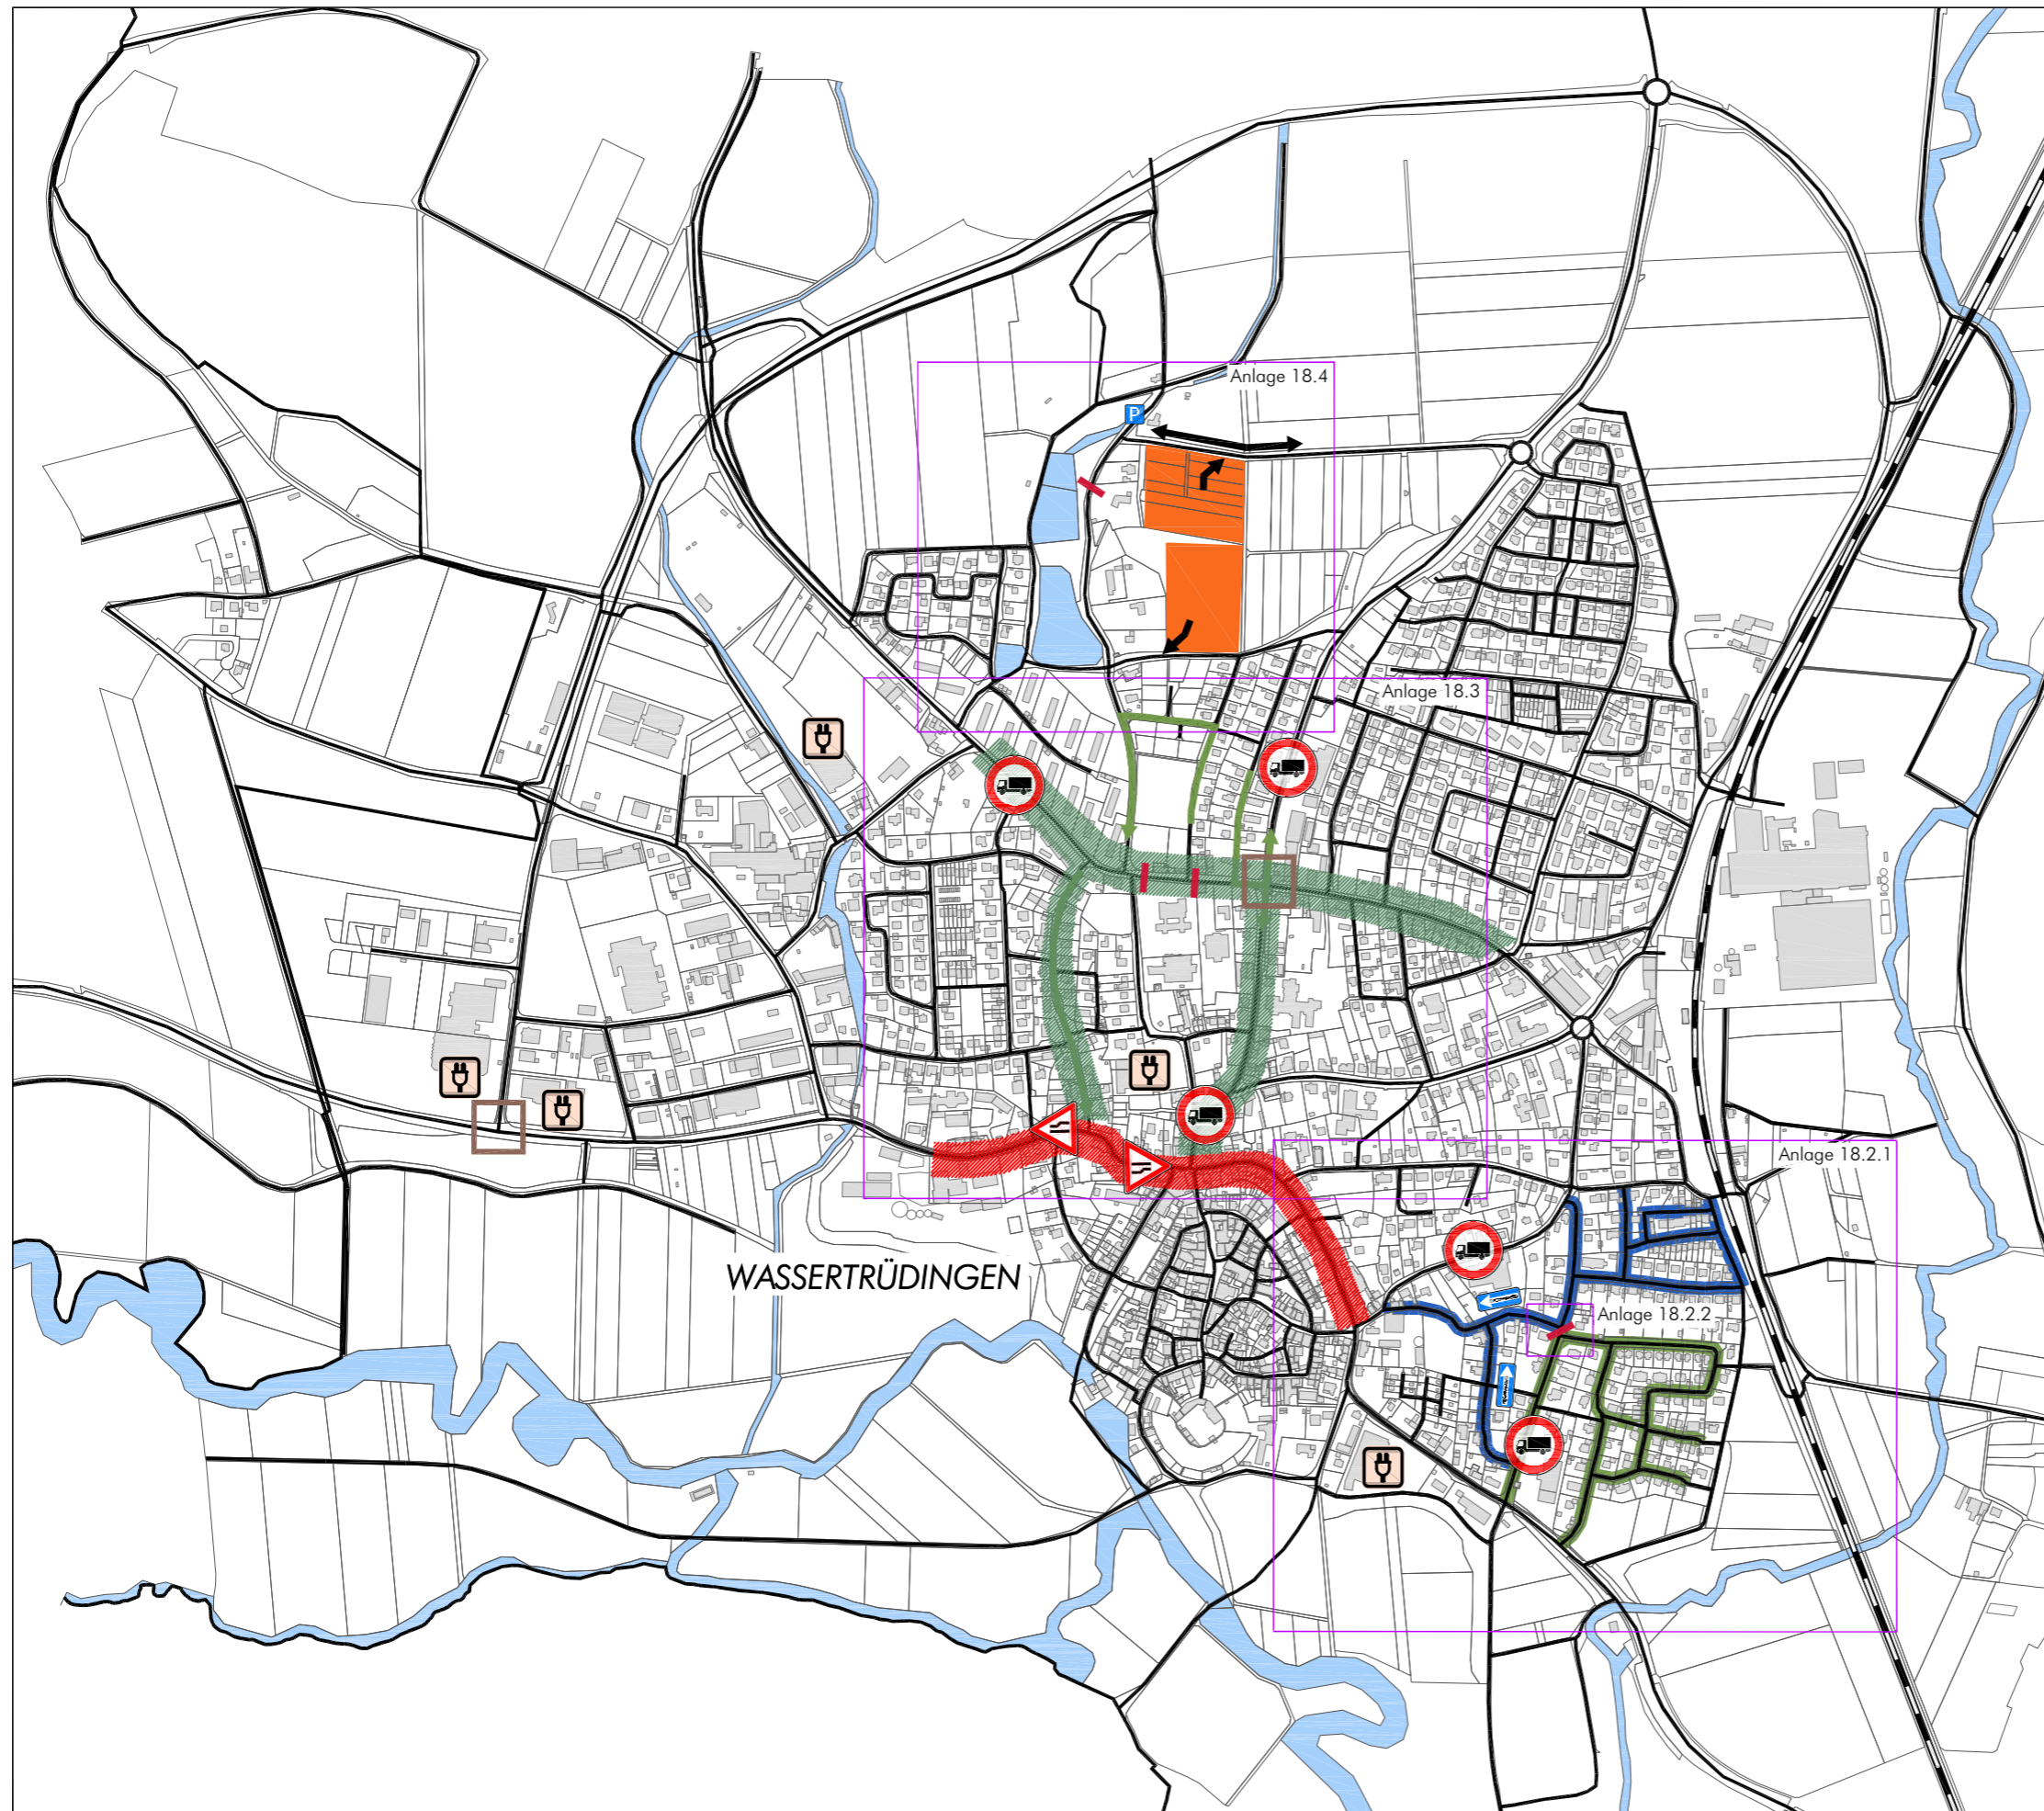 Anlage 18.4
P
Anlage 18.3
Anlage 18.2.1
WASSERTRÜDINGEN
Anlage 18.2.2